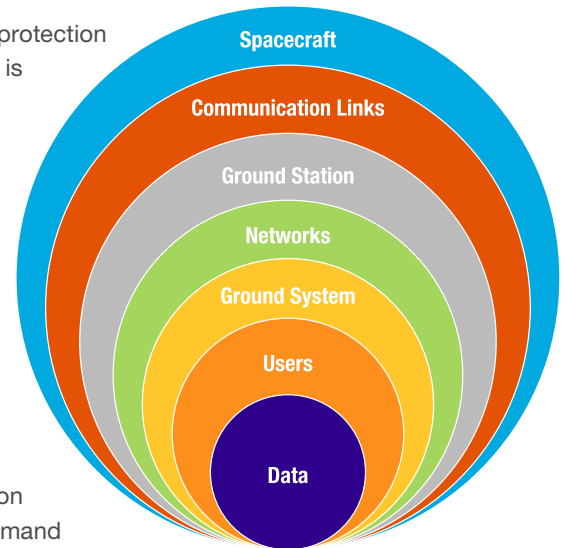 protection
is
Spacecraft
Communication Links
Ground Station
Networks
Ground System
Users
Data
on
mand